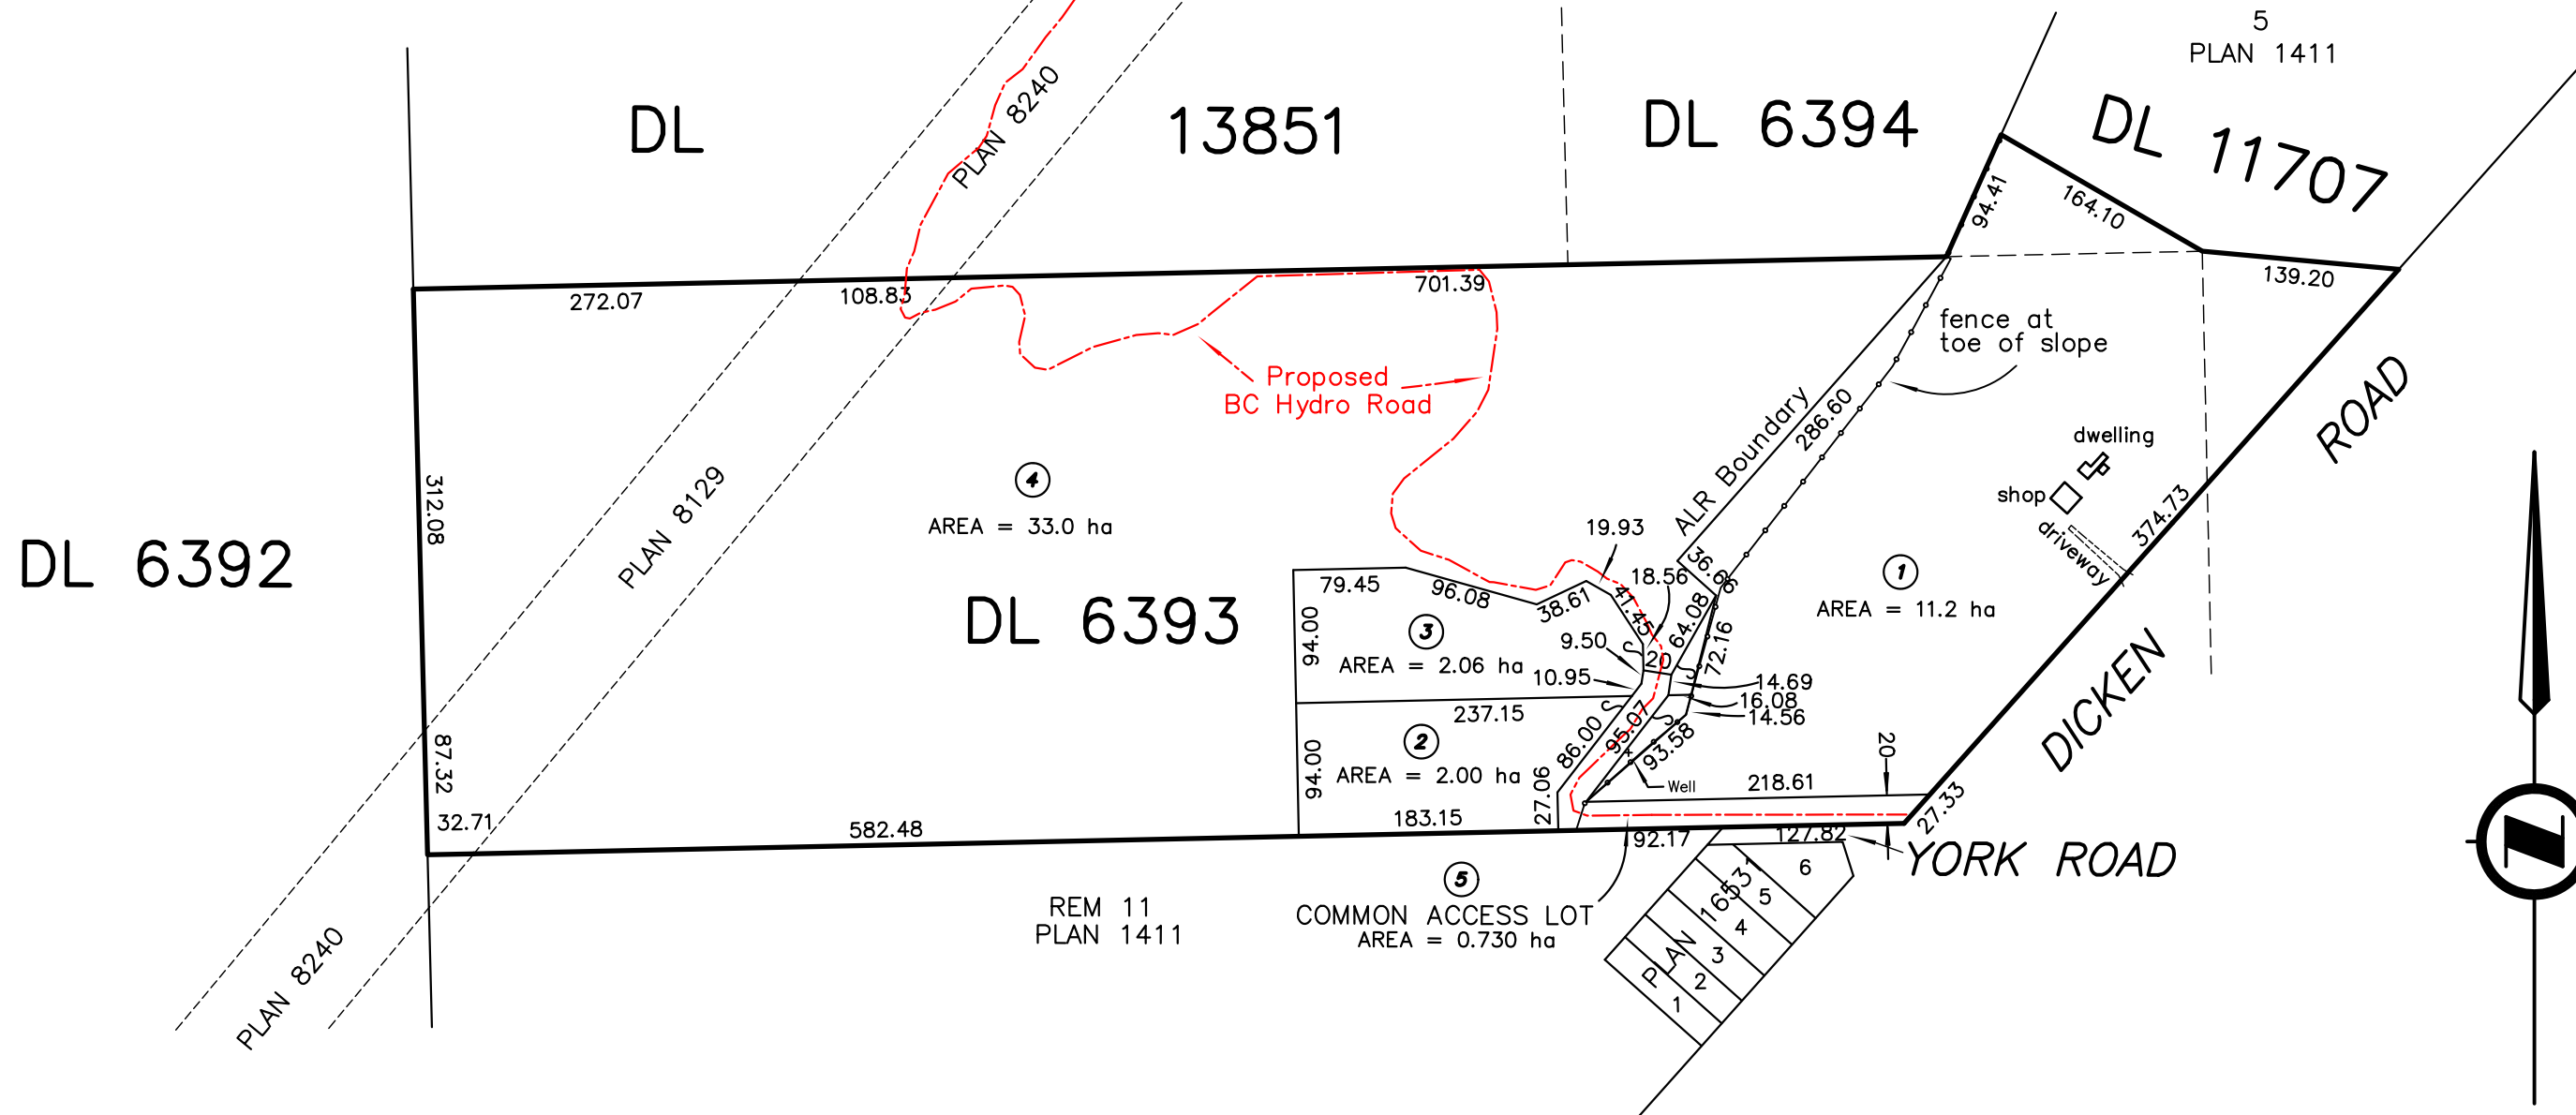 5
PLAN 1411
DL 11707
DL 13851
DL 6394
PLAN 8240
94.41
164.10
139.20
272.07
108.83
701.39
fence at
toe of slope
Proposed
BC Hydro Road
ALR Boundary
286.60
ROAD
dwelling
shop
driveway
374.73
312.08
PLAN 8129
4
AREA = 33.0 ha
DL 6392
DL 6393
19.93
18.56
36.66
1
AREA = 11.2 ha
79.45
96.08
38.61
41.45
64.08
94.00
3
AREA = 2.06 ha
9.50
20
72.16
10.95
14.69
16.08
14.56
237.15
86.00
95.07
93.58
DICKEN
87.32
94.00
2
AREA = 2.00 ha
27.06
Well
218.61
20
27.33
32.71
582.48
183.15
92.17
127.82
YORK ROAD
5
COMMON ACCESS LOT
AREA = 0.730 ha
REM 11
PLAN 1411
PLAN 16531
6
5
4
3
2
1
PLAN 8240